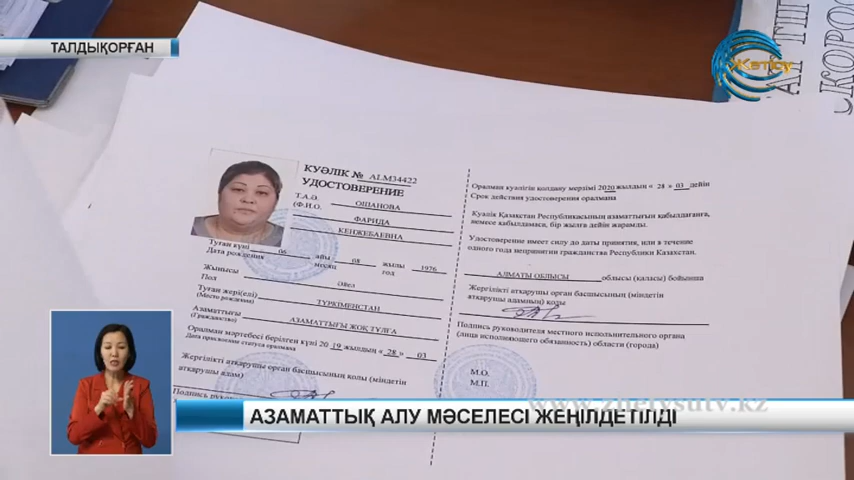 ТАЛДЫҚОРҒАН
Жетісу
КУӘЛІК № ALM34422
УДОСТОВЕРЕНИЕ
Т.А.Ә. ОШАНОВА
(Ф.И.О. ФАРИДА
КЕНЖЕБАЕВНА
Туған күні 06 айы 08 жылы 1976
Дата рождения месяц год
Жынысы Әйел
Пол
Туған жері(елі) ТҮРКІМЕНСТАН
(Место рождения)
Азаматтығы АЗАМАТТЫҒЫ ЖОҚ ТҰЛҒА
(Гражданство)
Оралман мәртебесі берілген күні 20 19 жылдың « 28 » 03
Дата присвоения статуса оралмана
Жергілікті атқарушы орган басшысының қолы (міндетін
атқарушы адам)
Подпись
Оралман куәлігін қолдану мерзімі 2020 жылдың « 28 » 03 дейін
Срок действия удостоверение оралмана
Куәлік Қазақстан Республикасының азаматтығын қабылдағанға,
немесе қабылдамаса, бір жылға дейін жарамды.
Удостоверение имеет силу до даты принятия, или в течение
одного года непринятия гражданства Республики Казахстан.
АЛМАТЫ ОБЛЫСЫ облысы (қаласы) бойынша
Жергілікті атқарушы орган басшысының (міндетін
атқарушы адамның) қолы
Подпись руководителя местного исполнительного органа
(лица исполняющего обязанность) области (города)
М.О.
М.П.
www.zhetysutv.kz
АЗАМАТТЫҚ АЛУ МӘСЕЛЕСІ ЖЕҢІЛДЕТІЛДІ